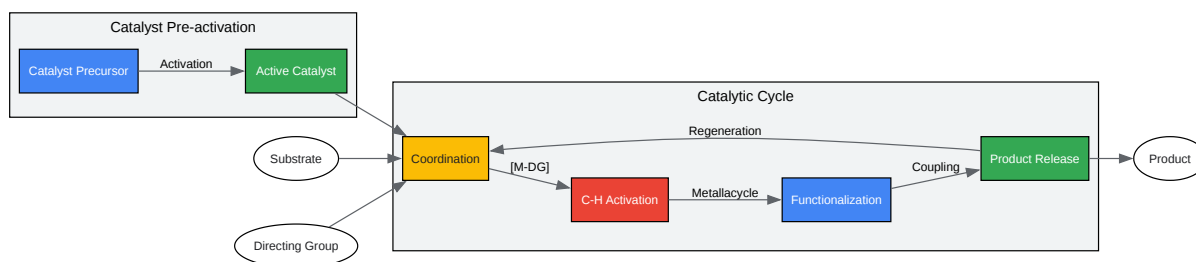 Catalyst Pre-activation
Catalyst Precursor
Activation
Active Catalyst
Catalytic Cycle
Substrate
Directing Group
Coordination
[M-DG]
C-H Activation
Metallacycle
Functionalization
Coupling
Product Release
Regeneration
Product